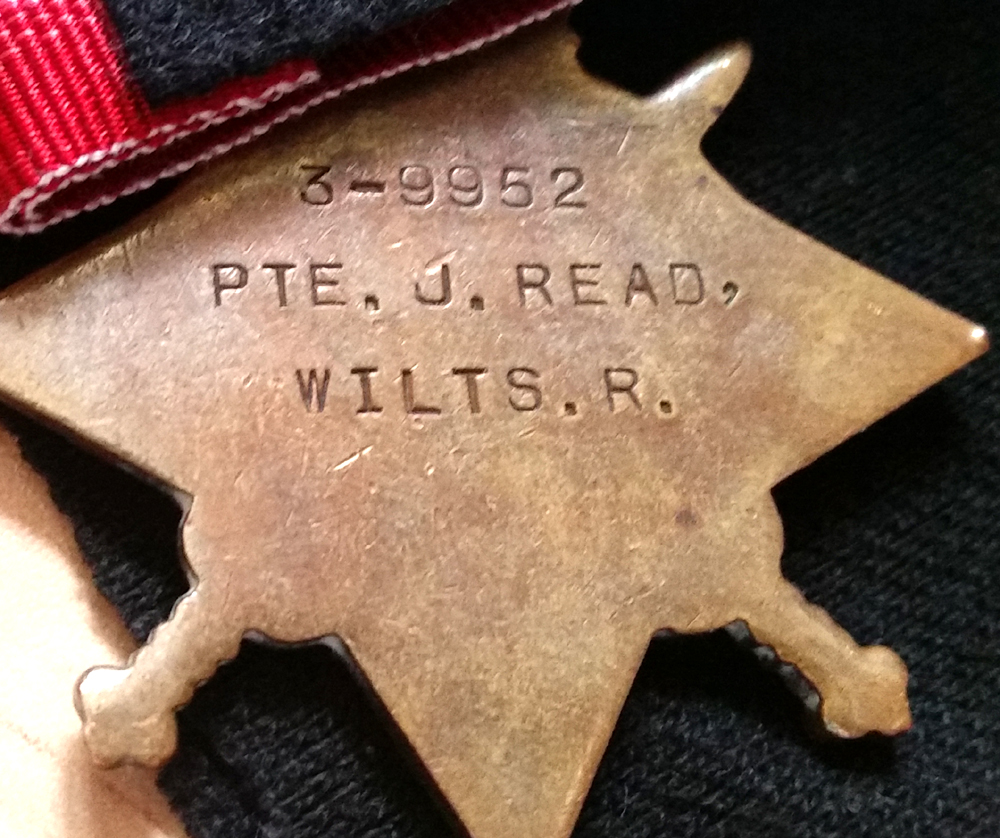 3-9952
PTE. J. READ,
WILTS. R.